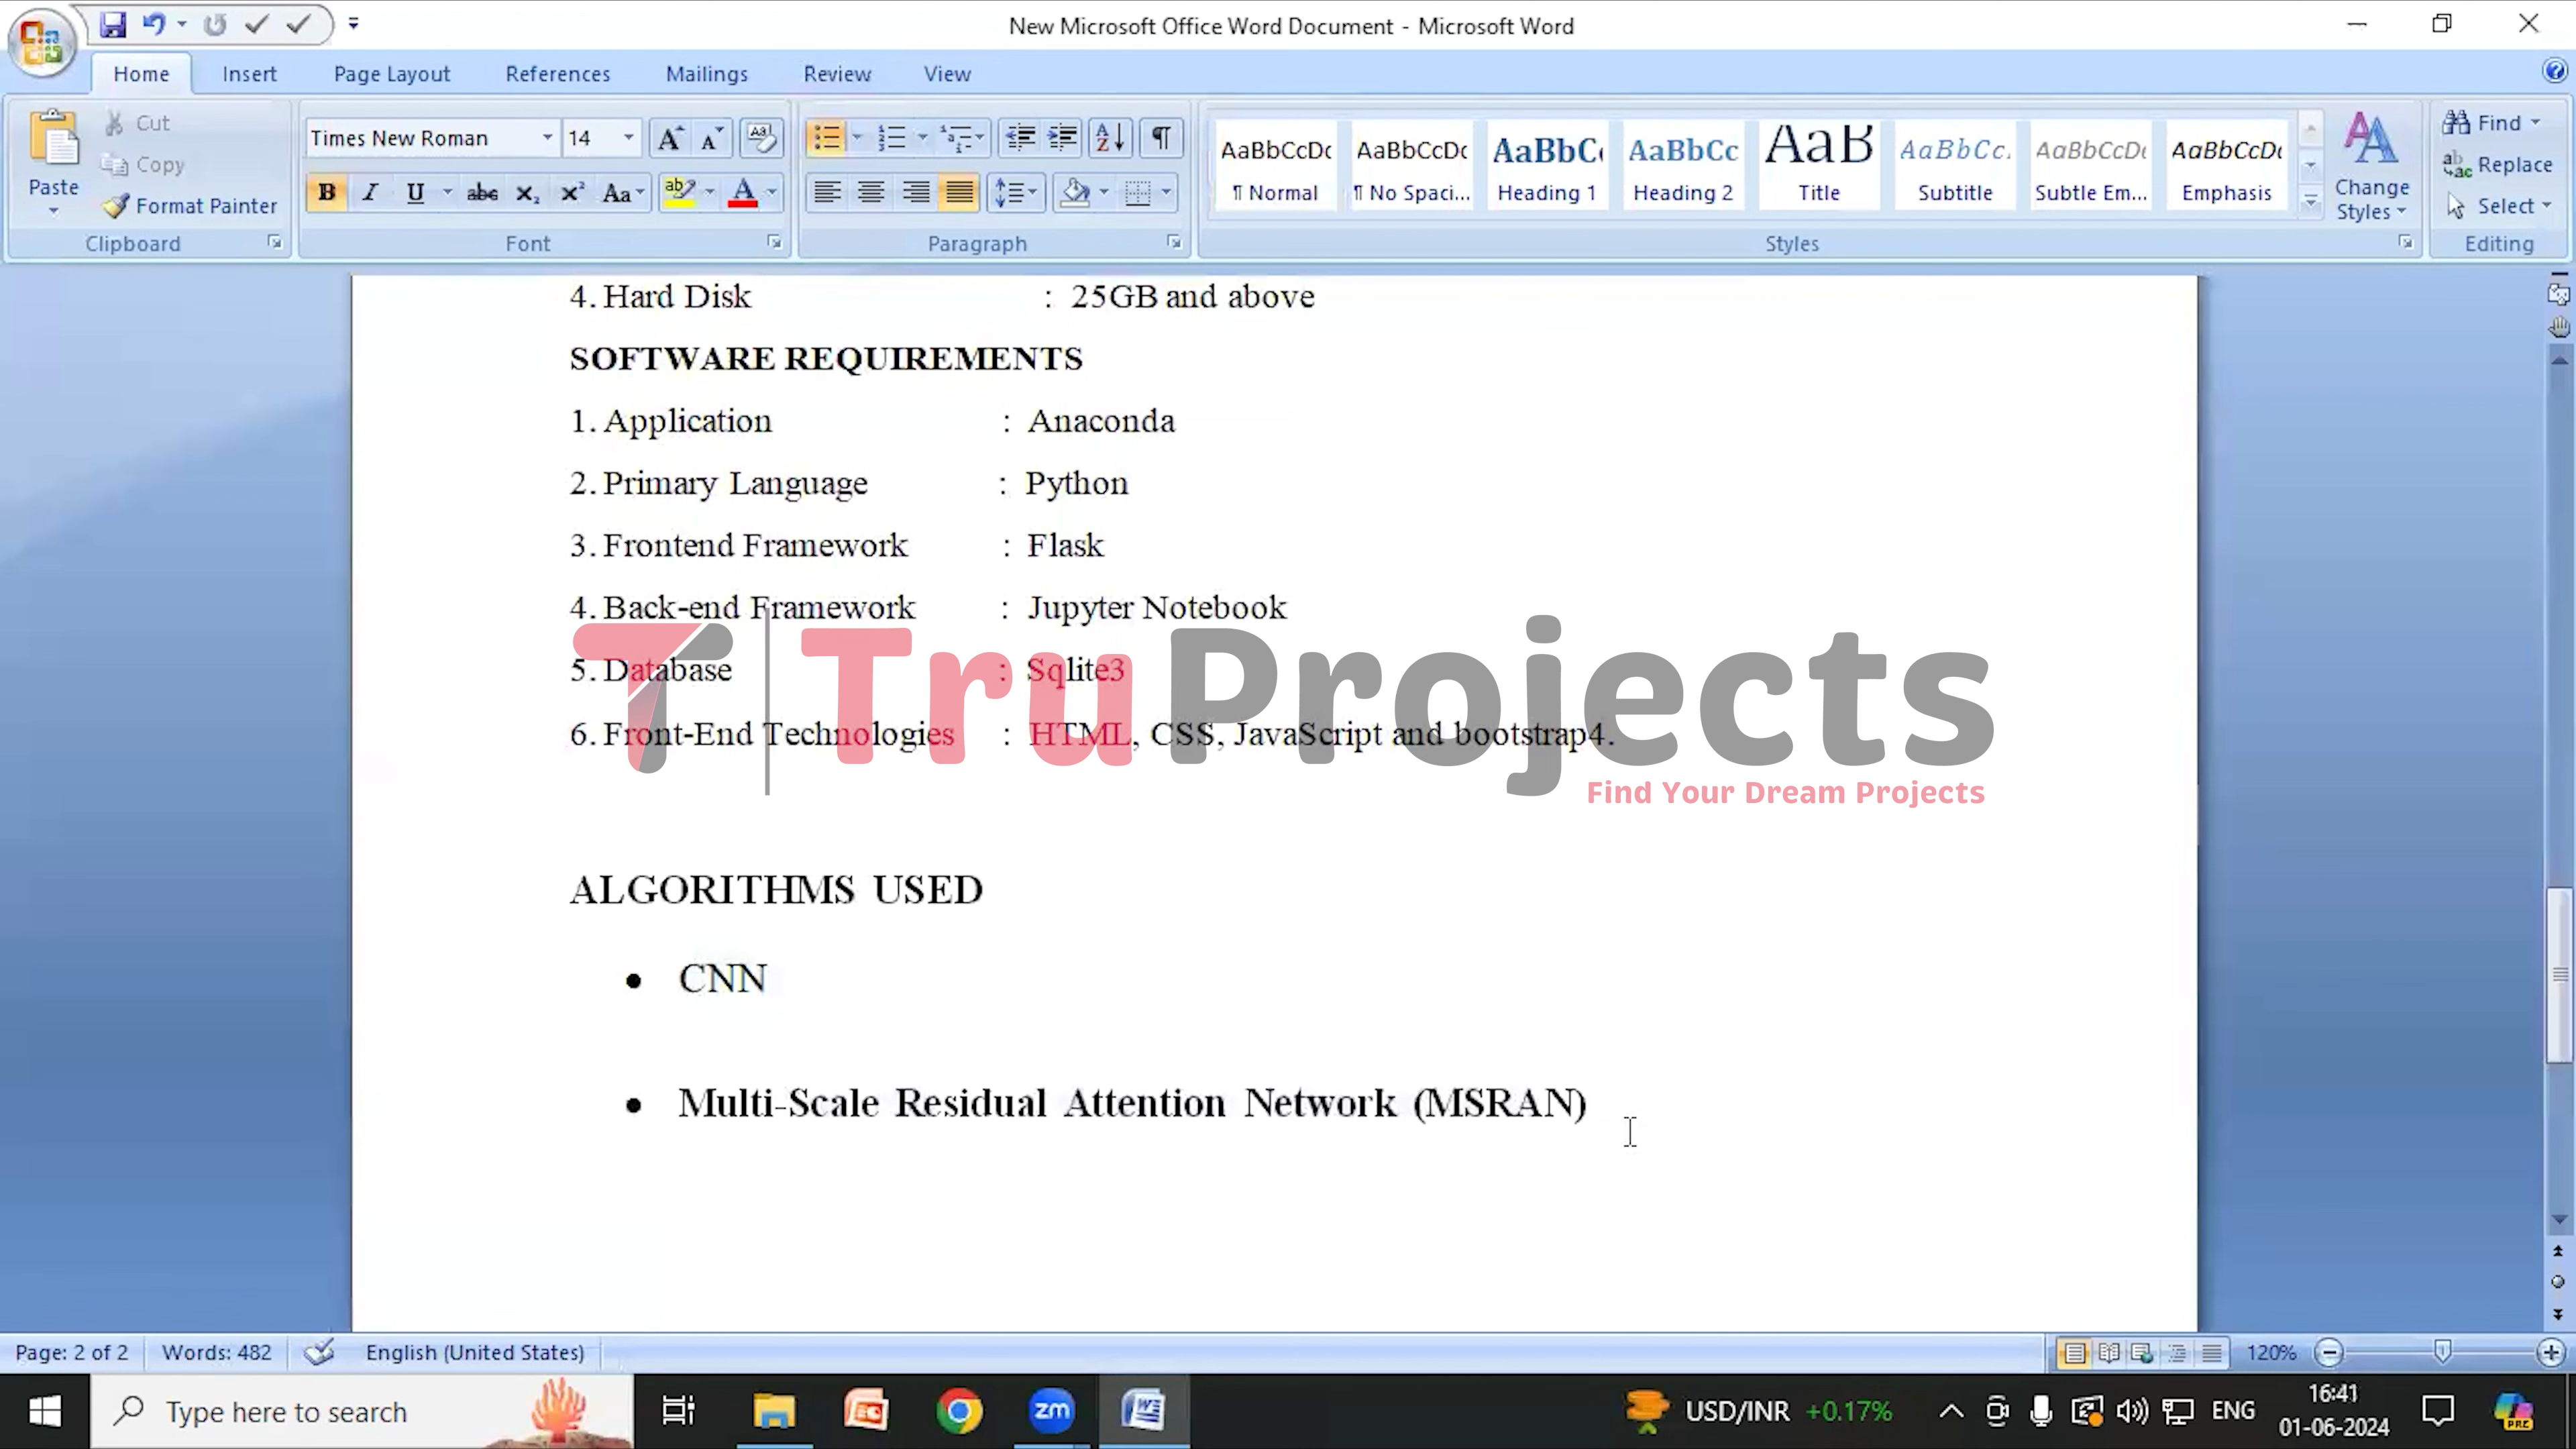 New Microsoft Office Word Document - Microsoft Word
Home Insert Page Layout References Mailings Review View
Paste
Cut
Copy
Format Painter
Clipboard
Times New Roman 14
Font
Paragraph
AaBbCcDc AaBbCcDc AaBbC AaBbCc AaB AaBbCc. AaBbCcDc AaBbCcDc
¶ Normal ¶ No Spaci... Heading 1 Heading 2 Title Subtitle Subtle Em... Emphasis
Change Styles
Styles
Find
Replace
Select
Editing
4. Hard Disk : 25GB and above
SOFTWARE REQUIREMENTS
1. Application : Anaconda
2. Primary Language : Python
3. Frontend Framework : Flask
4. Back-end Framework : Jupyter Notebook
5. Database : Sqlite3
6. Front-End Technologies : HTML, CSS, JavaScript and bootstrap4.
TruProjects
Find Your Dream Projects
ALGORITHMS USED
• CNN
• Multi-Scale Residual Attention Network (MSRAN)
Page: 2 of 2 Words: 482 English (United States) 120%
Type here to search
zm
USD/INR +0.17%
ENG
16:41
01-06-2024
PRE